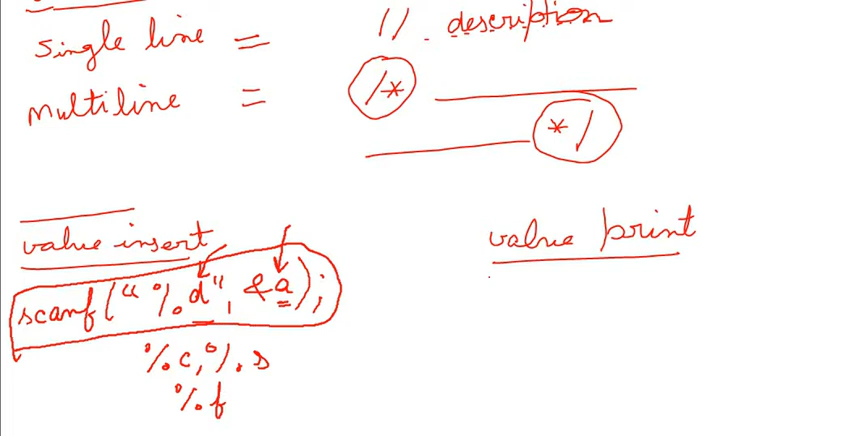 single line = // description
multiline = /*
*/
value insert
scanf("%d", &a);
%c, %s
%f
value print